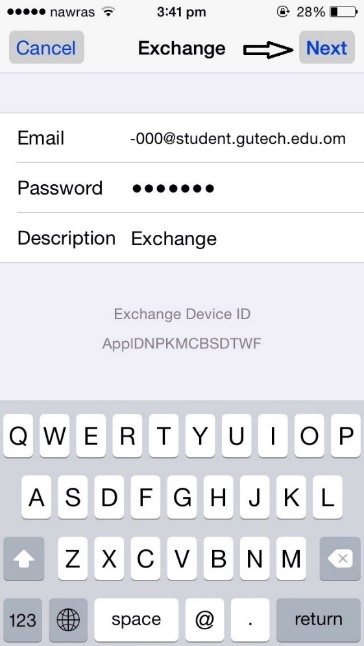 nawras 3:41 pm 28%
Cancel Exchange Next
Email -000@student.gutech.edu.om
Password •••••••
Description Exchange
Exchange Device ID
ApplDNPKMCBSDTWF
Q W E R T Y U I O P
A S D F G H J K L
Z X C V B N M
123 space @ . return